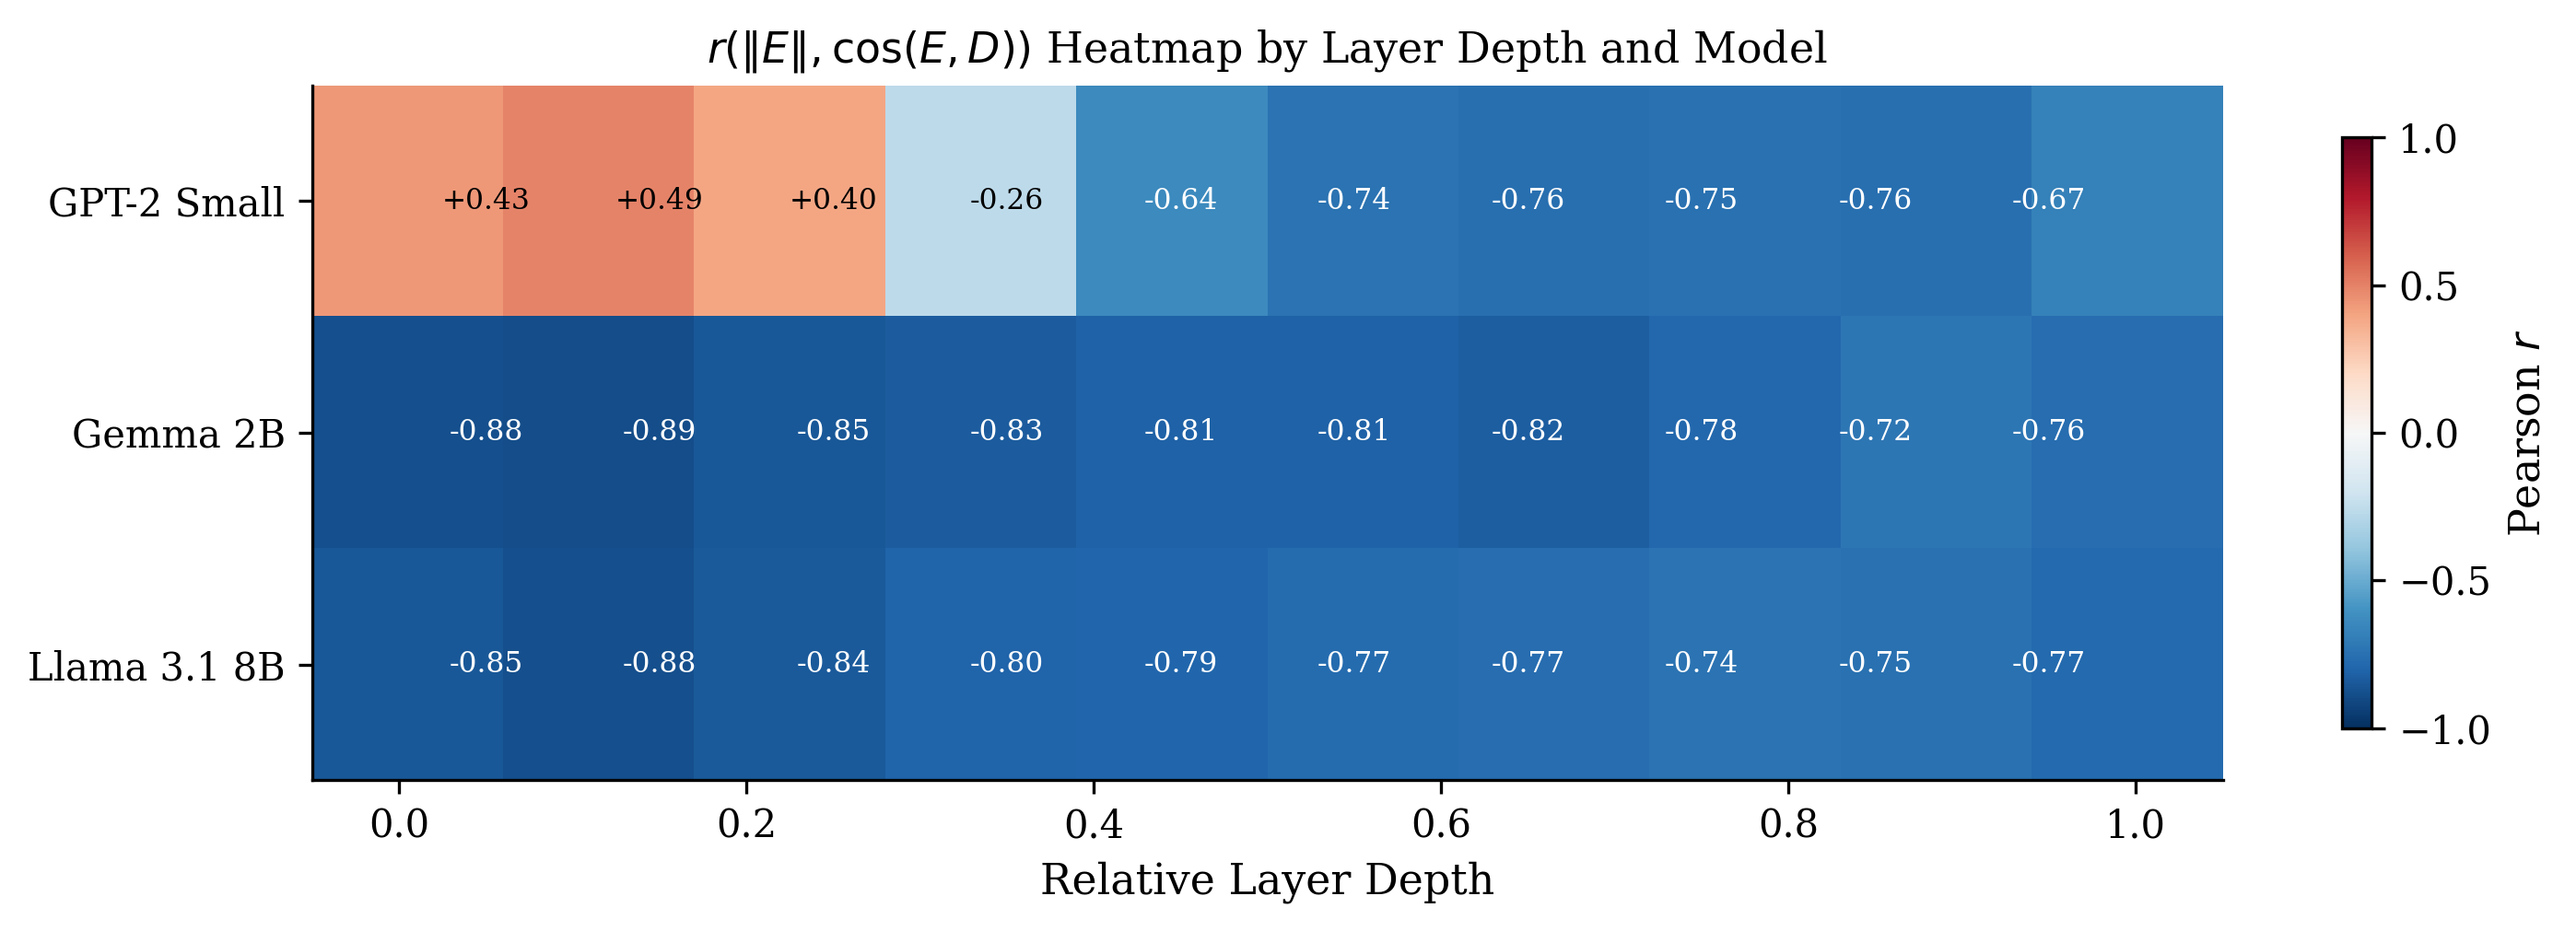 r(‖E‖, cos(E, D)) Heatmap by Layer Depth and Model
GPT-2 Small +0.43 +0.49 +0.40 -0.26 -0.64 -0.74 -0.76 -0.75 -0.76 -0.67
Gemma 2B -0.88 -0.89 -0.85 -0.83 -0.81 -0.81 -0.82 -0.78 -0.72 -0.76
Llama 3.1 8B -0.85 -0.88 -0.84 -0.80 -0.79 -0.77 -0.77 -0.74 -0.75 -0.77
0.0 0.2 0.4 0.6 0.8 1.0
Relative Layer Depth
1.0
0.5
0.0
−0.5
−1.0
Pearson r